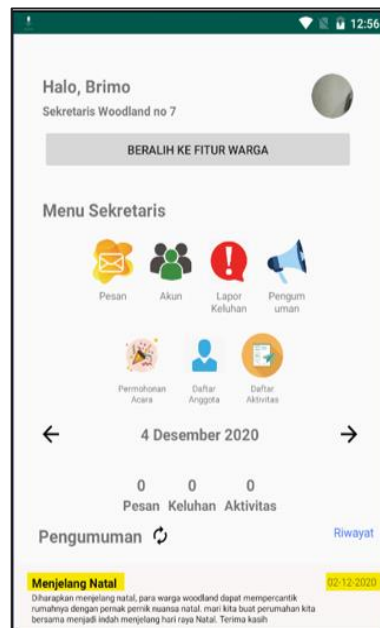 12:56
Halo, Brimo
Sekretaris Woodland no 7
BERALIH KE FITUR WARGA
Menu Sekretaris
Pesan Akun Lapor Keluhan Pengum uman
Permohonan Acara Daftar Anggota Daftar Aktivitas
4 Desember 2020
0 0 0
Pesan Keluhan Aktivitas
Pengumuman Riwayat
Menjelang Natal 02-12-2020
Diharapkan menjelang natal, para warga woodland dapat mempercantik
rumahnya dengan pernak pernik nuansa natal. mari kita buat perumahan kita
bersama menjadi indah menjelang hari raya Natal. Terima kasih